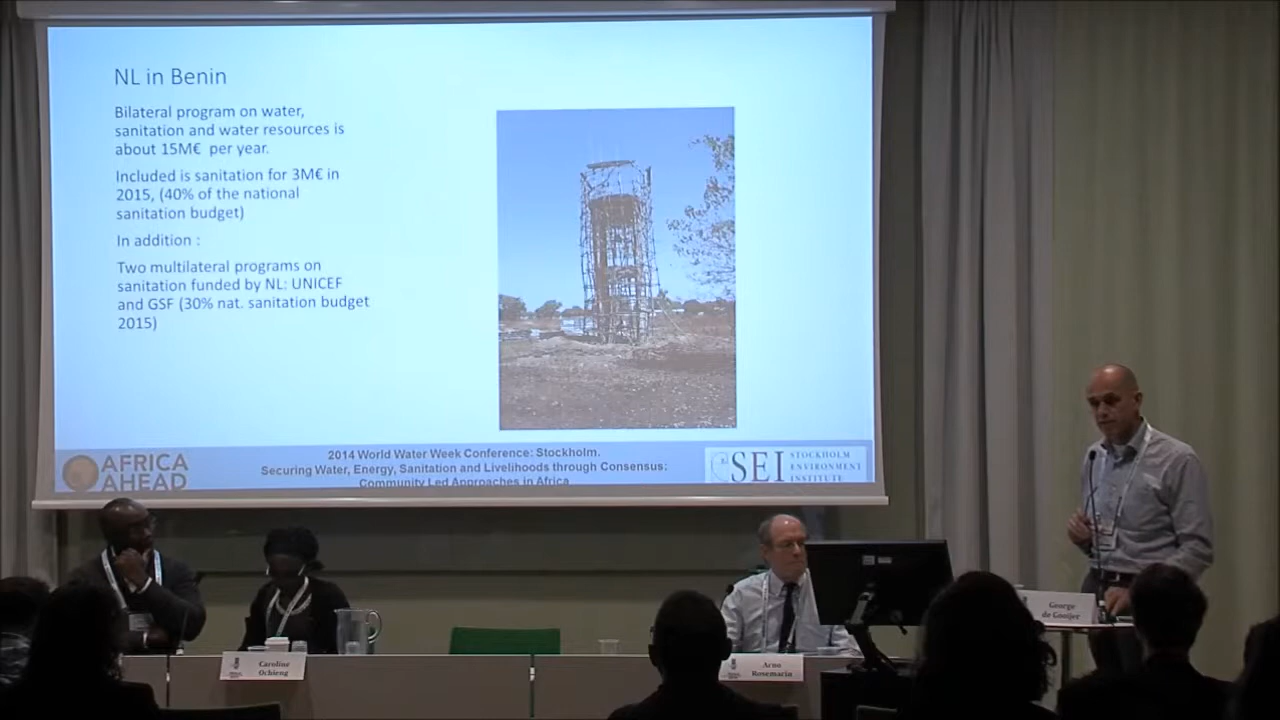 NL in Benin
Bilateral program on water,
sanitation and water resources is
about 15M€ per year.
Included is sanitation for 3M€ in
2015, (40% of the national
sanitation budget)
In addition :
Two multilateral programs on
sanitation funded by NL: UNICEF
and GSF (30% nat. sanitation budget
2015)
AFRICA
AHEAD
2014 World Water Week Conference: Stockholm.
Securing Water, Energy, Sanitation and Livelihoods through Consensus:
Community Led Approaches in Africa
SEI
STOCKHOLM
ENVIRONMENT
INSTITUTE
Caroline
Ochieng
Arno
Rosemarin
George
de Gooijer